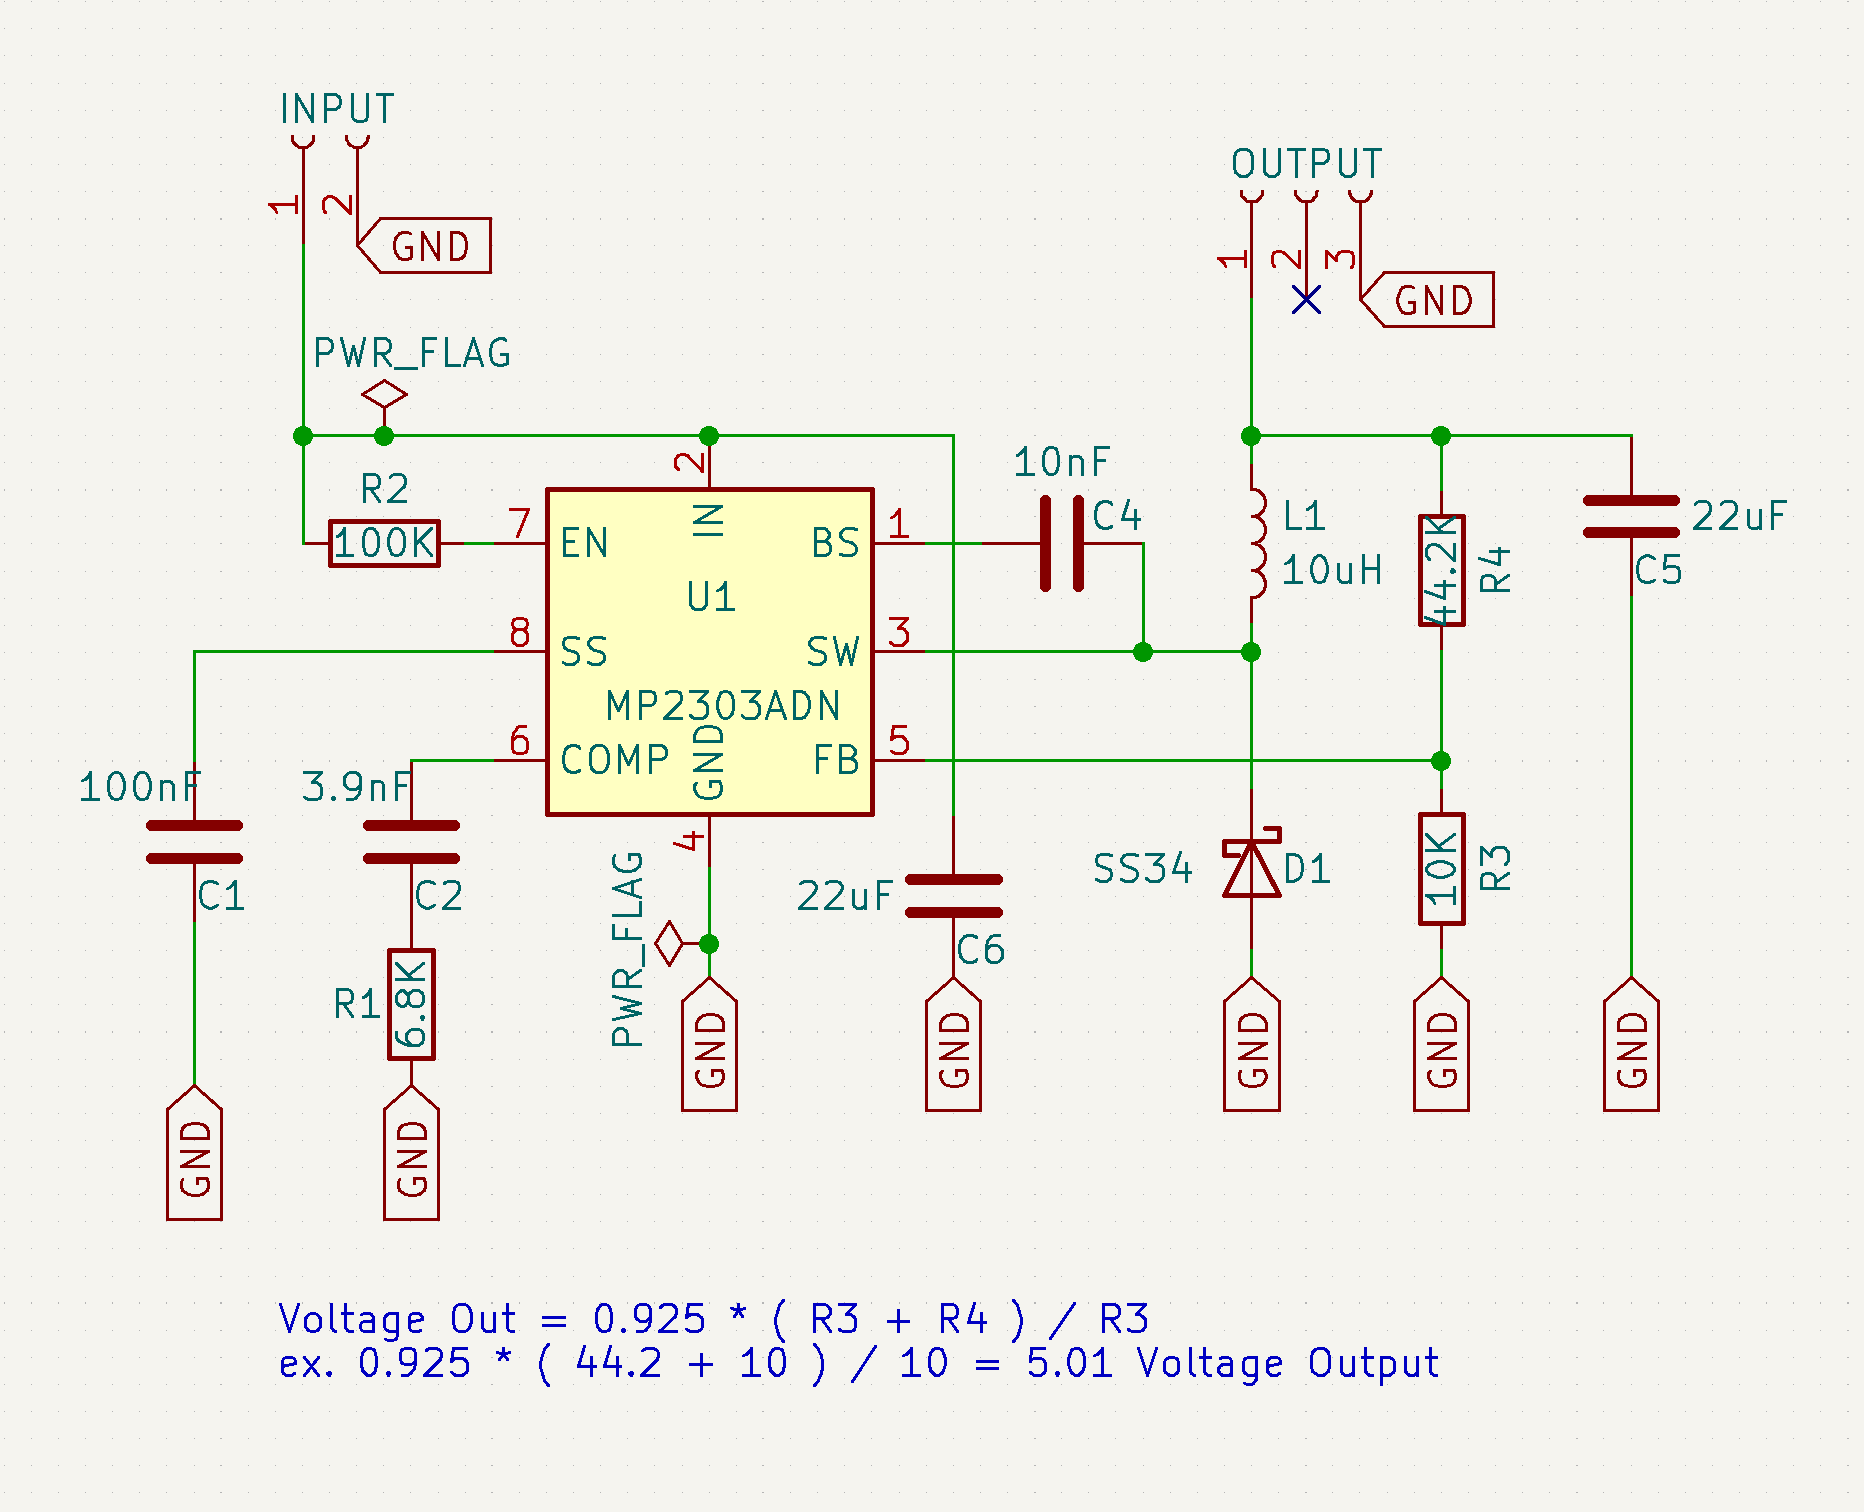 INPUT
1
2
GND
OUTPUT
1
2
3
GND
PWR_FLAG
R2
100K
2
10nF
C4
L1
10uH
44.2K
R4
22uF
C5
7
EN
IN
BS
1
U1
8
SS
SW
3
MP2303ADN
6
COMP
GND
FB
5
100nF
C1
3.9nF
C2
4
PWR_FLAG
22uF
C6
SS34
D1
10K
R3
R1
6.8K
GND
GND
GND
GND
GND
GND
GND
Voltage Out = 0.925 * ( R3 + R4 ) / R3
ex. 0.925 * ( 44.2 + 10 ) / 10 = 5.01 Voltage Output